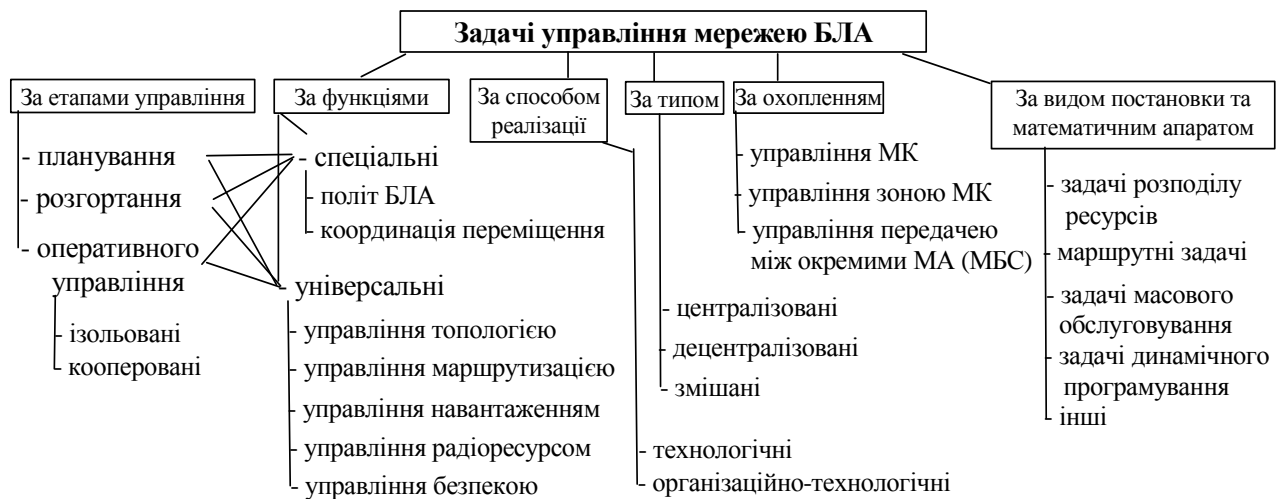 Задачі управління мережею БЛА
За етапами управління
- планування
- розгортання
- оперативного
управління
- ізольовані
- кооперовані
За функціями
- спеціальні
- політ БЛА
- координація переміщення
- універсальні
- управління топологією
- управління маршрутизацією
- управління навантаженням
- управління радіоресурсом
- управління безпекою
За способом
реалізації
- технологічні
- організаційно-технологічні
За типом
- централізовані
- децентралізовані
- змішані
За охопленням
- управління МК
- управління зоною МК
- управління передачею
між окремими МА (МБС)
За видом постановки та
математичним апаратом
- задачі розподілу
ресурсів
- маршрутні задачі
- задачі масового
обслуговування
- задачі динамічного
програмування
- інші